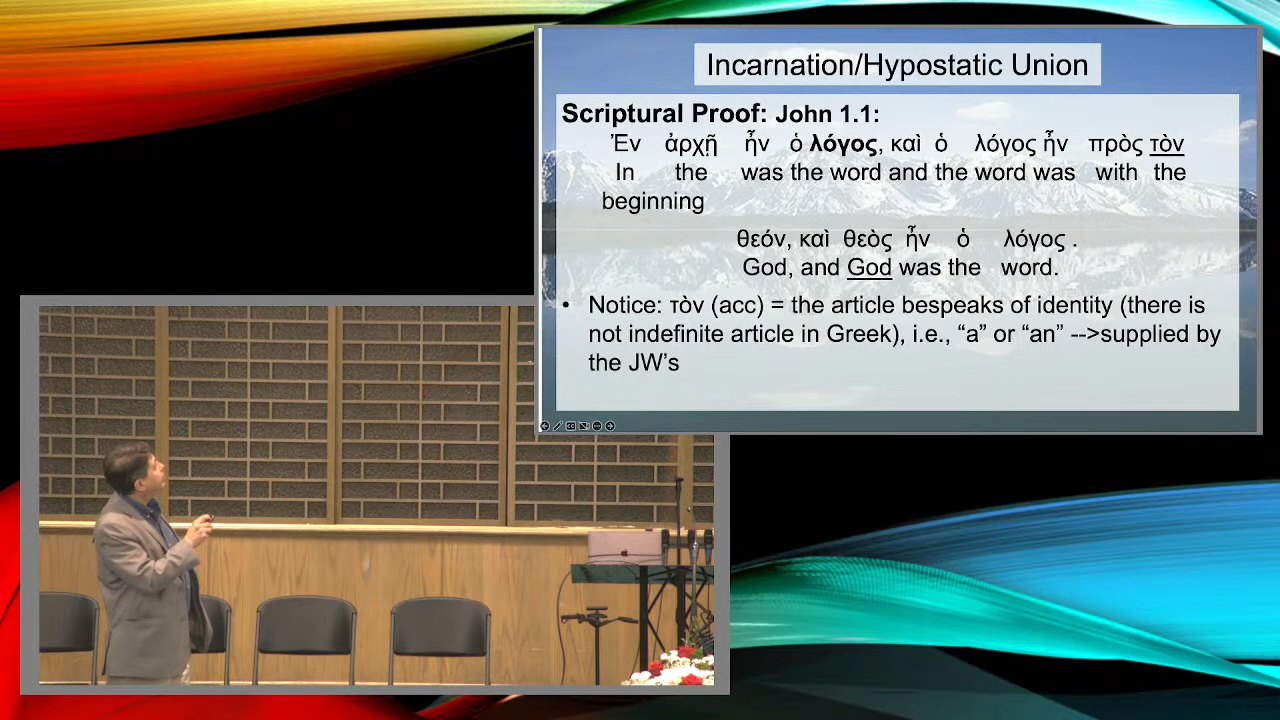 Incarnation/Hypostatic Union
Scriptural Proof: John 1.1:
Ἐν ἀρχῇ ἦν ὁ λόγος, καὶ ὁ λόγος ἦν πρὸς τὸν
In the was the word and the word was with the
beginning
θεόν, καὶ θεὸς ἦν ὁ λόγος .
God, and God was the word.
• Notice: τὸν (acc) = the article bespeaks of identity (there is
not indefinite article in Greek), i.e., “a” or “an” -->supplied by
the JW’s